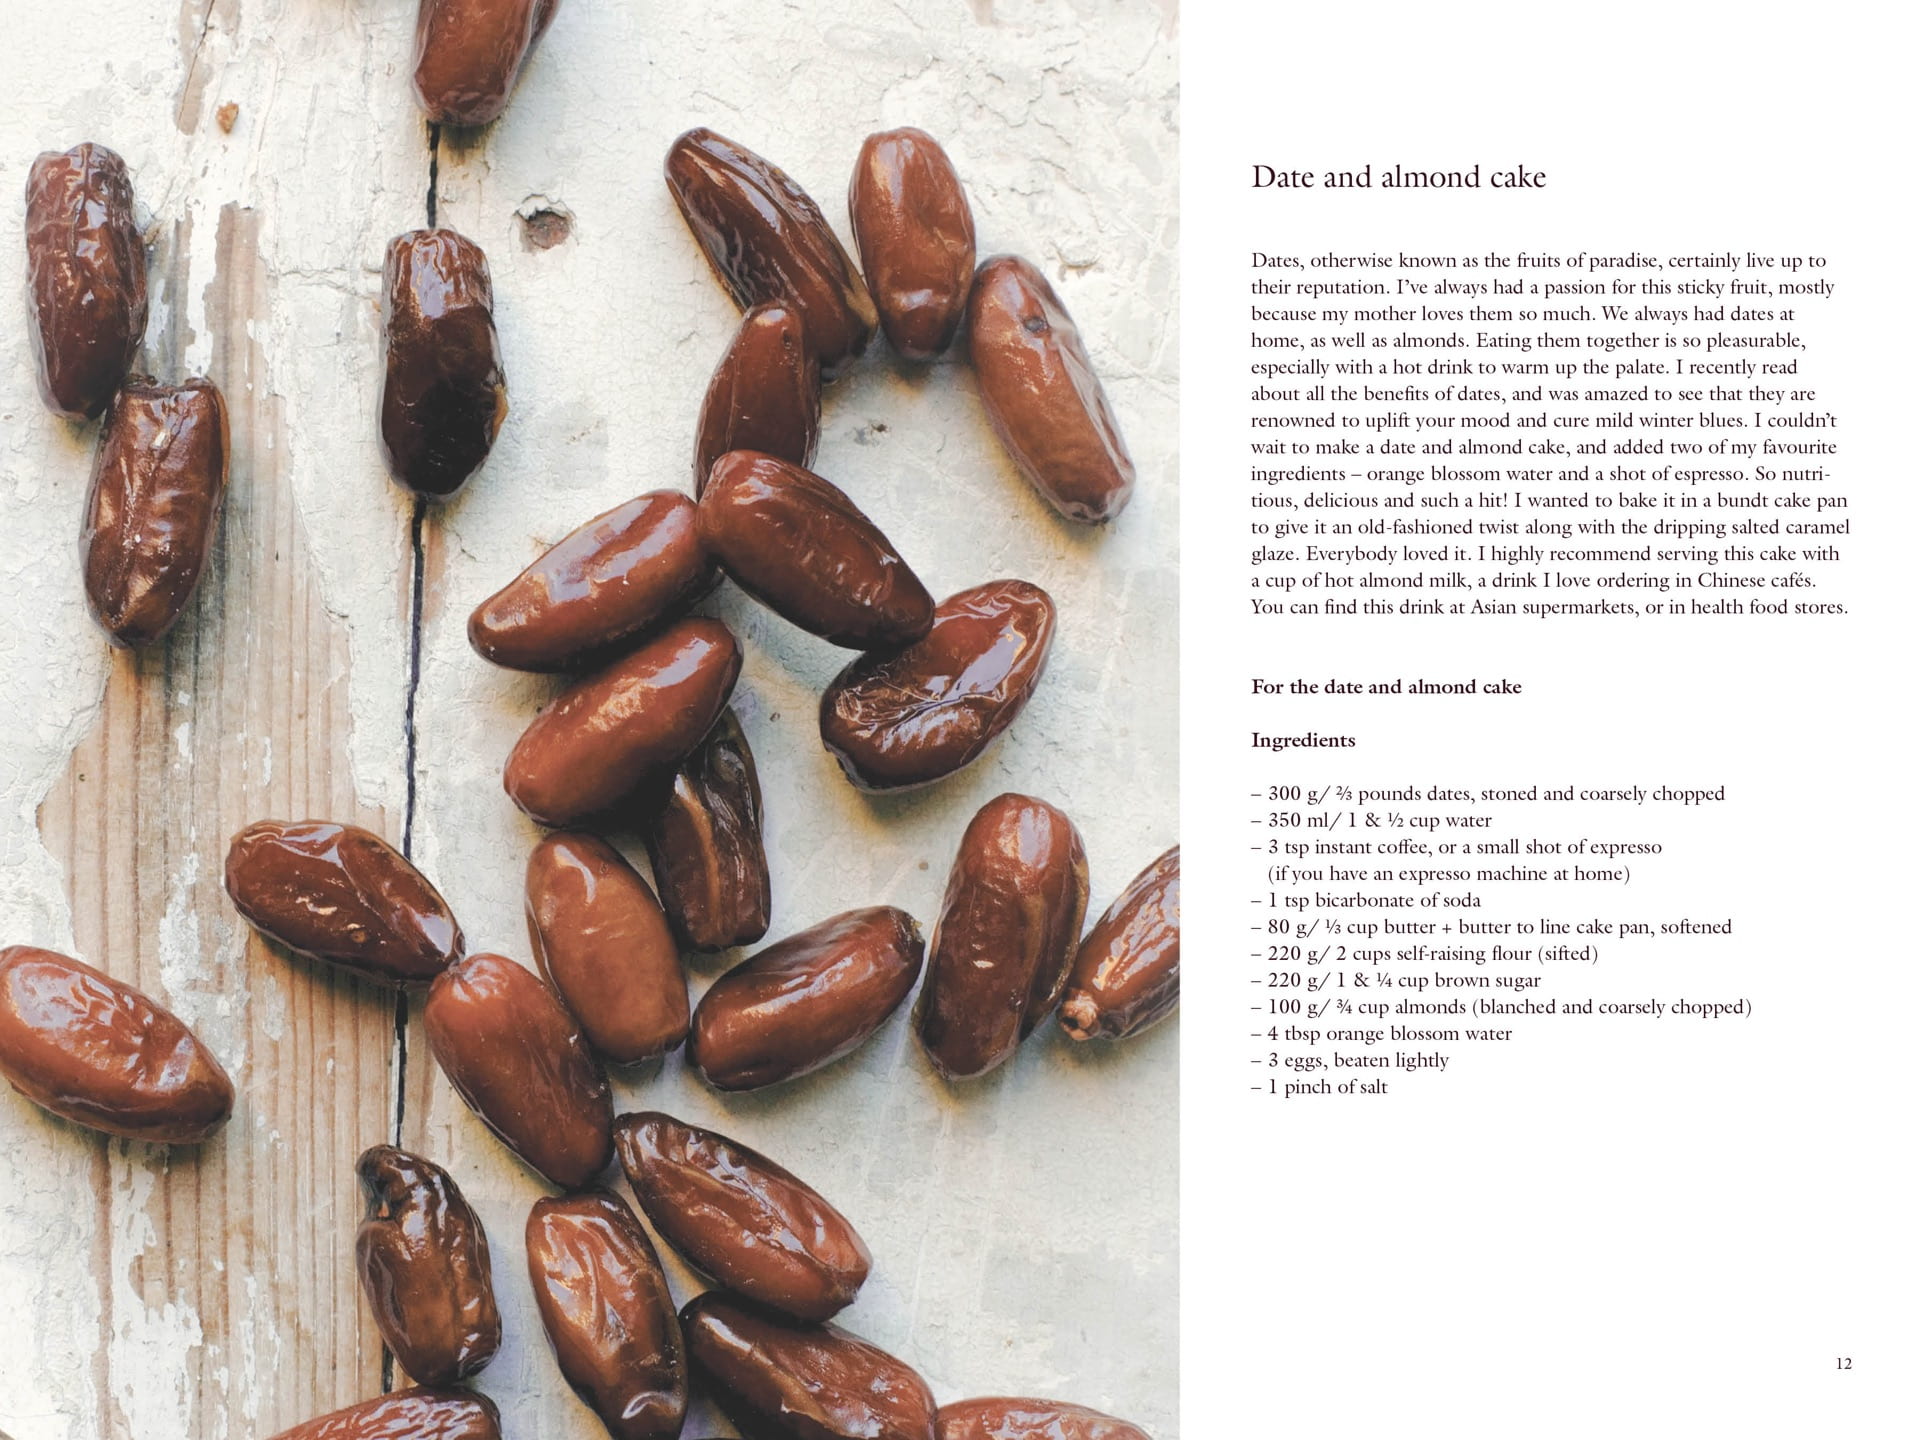 Date and almond cake
Dates, otherwise known as the fruits of paradise, certainly live up to
their reputation. I’ve always had a passion for this sticky fruit, mostly
because my mother loves them so much. We always had dates at
home, as well as almonds. Eating them together is so pleasurable,
especially with a hot drink to warm up the palate. I recently read
about all the benefits of dates, and was amazed to see that they are
renowned to uplift your mood and cure mild winter blues. I couldn’t
wait to make a date and almond cake, and added two of my favourite
ingredients – orange blossom water and a shot of espresso. So nutri-
tious, delicious and such a hit! I wanted to bake it in a bundt cake pan
to give it an old-fashioned twist along with the dripping salted caramel
glaze. Everybody loved it. I highly recommend serving this cake with
a cup of hot almond milk, a drink I love ordering in Chinese cafés.
You can find this drink at Asian supermarkets, or in health food stores.
For the date and almond cake
Ingredients
– 300 g/ ⅔ pounds dates, stoned and coarsely chopped
– 350 ml/ 1 & ½ cup water
– 3 tsp instant coffee, or a small shot of expresso
(if you have an expresso machine at home)
– 1 tsp bicarbonate of soda
– 80 g/ ⅓ cup butter + butter to line cake pan, softened
– 220 g/ 2 cups self-raising flour (sifted)
– 220 g/ 1 & ¼ cup brown sugar
– 100 g/ ¾ cup almonds (blanched and coarsely chopped)
– 4 tbsp orange blossom water
– 3 eggs, beaten lightly
– 1 pinch of salt
12